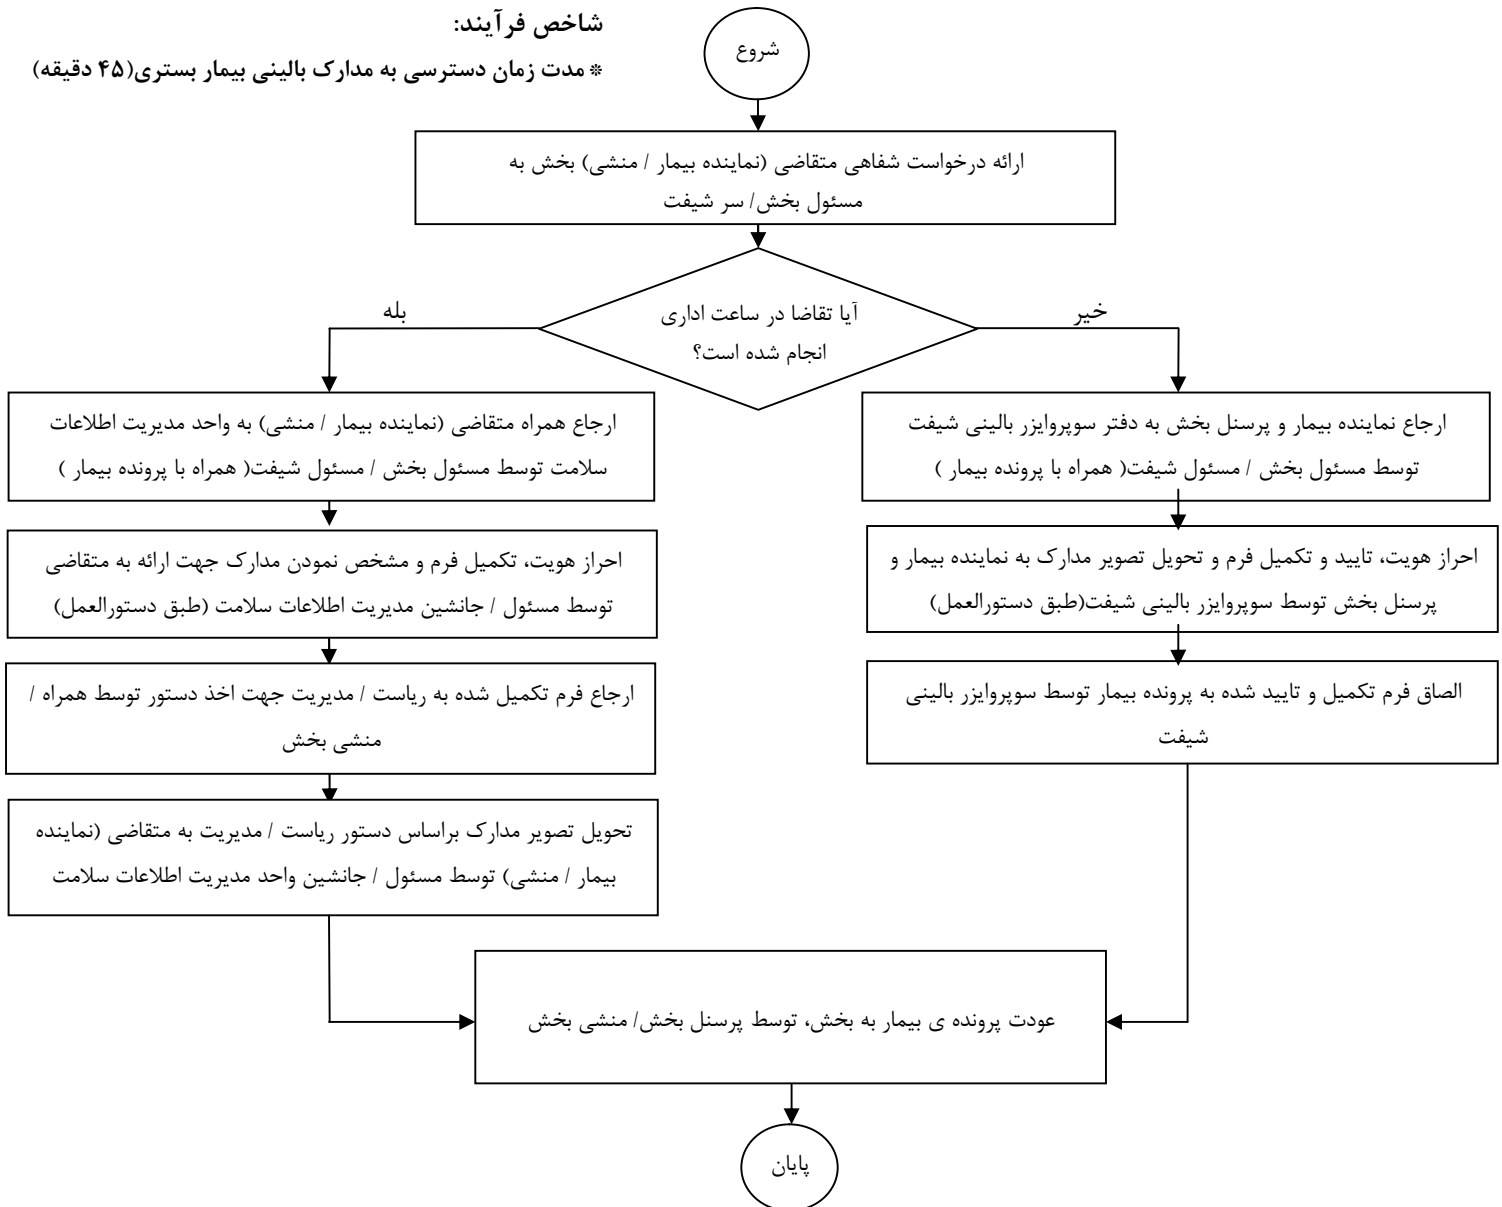 شاخص فرآیند:
* مدت زمان دسترسی به مدارک بالینی بیمار بستری(۴۵ دقیقه)
شروع
ارائه درخواست شفاهی متقاضی (نماینده بیمار / منشی) بخش به
مسئول بخش/ سر شیفت
آیا تقاضا در ساعت اداری
انجام شده است؟
خیر
بله
ارجاع نماینده بیمار و پرسنل بخش به دفتر سوپروایزر بالینی شیفت
توسط مسئول بخش / مسئول شیفت( همراه با پرونده بیمار )
احراز هویت، تایید و تکمیل فرم و تحویل تصویر مدارک به نماینده بیمار و
پرسنل بخش توسط سوپروایزر بالینی شیفت(طبق دستورالعمل)
الصاق فرم تکمیل و تایید شده به پرونده بیمار توسط سوپروایزر بالینی
شیفت
ارجاع همراه متقاضی (نماینده بیمار / منشی) به واحد مدیریت اطلاعات
سلامت توسط مسئول بخش / مسئول شیفت( همراه با پرونده بیمار )
احراز هویت، تکمیل فرم و مشخص نمودن مدارک جهت ارائه به متقاضی
توسط مسئول / جانشین مدیریت اطلاعات سلامت (طبق دستورالعمل)
ارجاع فرم تکمیل شده به ریاست / مدیریت جهت اخذ دستور توسط همراه /
منشی بخش
تحویل تصویر مدارک براساس دستور ریاست / مدیریت به متقاضی (نماینده
بیمار / منشی) توسط مسئول / جانشین واحد مدیریت اطلاعات سلامت
عودت پرونده ی بیمار به بخش، توسط پرسنل بخش/ منشی بخش
پایان